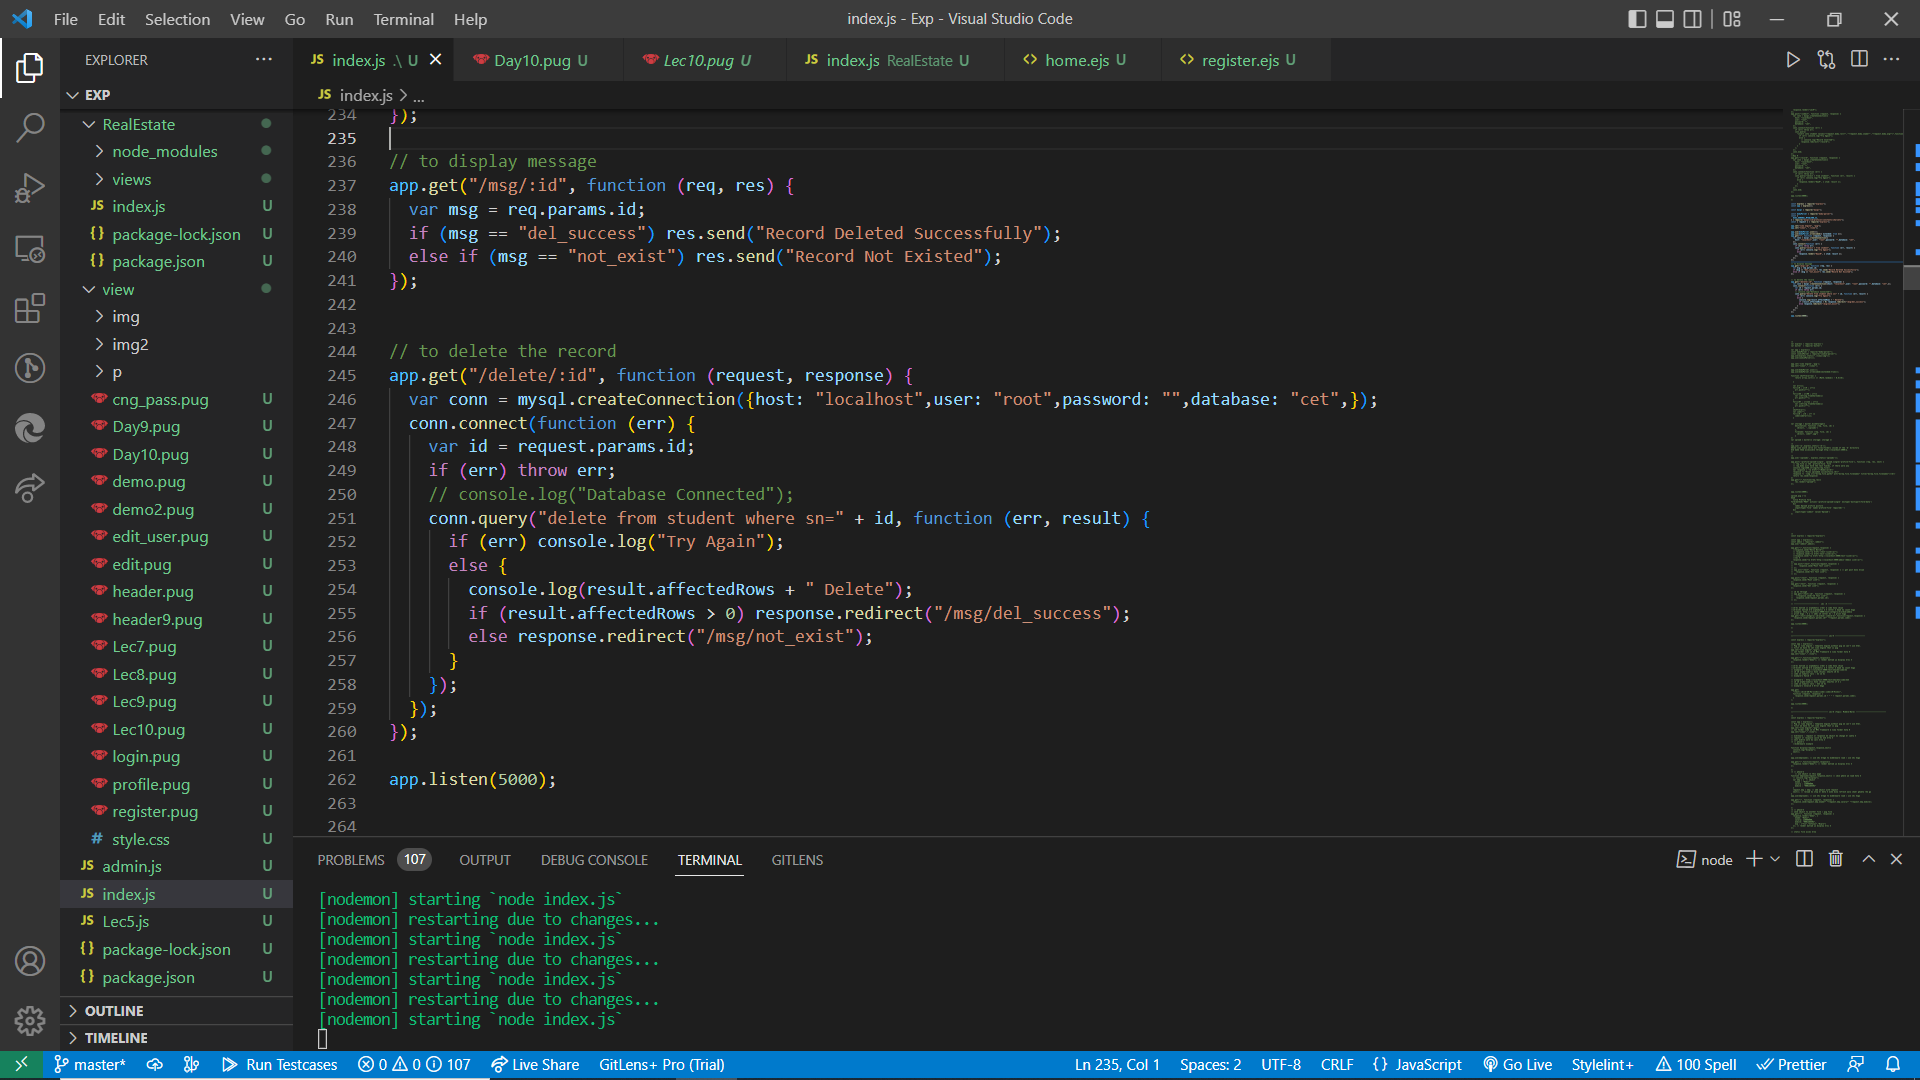 File Edit Selection View Go Run Terminal Help
index.js - Exp - Visual Studio Code
EXPLORER
JS index.js .\ U
Day10.pug U
Lec10.pug U
JS index.js RealEstate U
home.ejs U
register.ejs U
EXP
JS index.js > ...
RealEstate
node_modules
views
JS index.js U
{} package-lock.json U
{} package.json U
view
img
img2
p
cng_pass.pug U
Day9.pug U
Day10.pug U
demo.pug U
demo2.pug U
edit_user.pug U
edit.pug U
header.pug U
header9.pug U
Lec7.pug U
Lec8.pug U
Lec9.pug U
Lec10.pug U
login.pug U
profile.pug U
register.pug U
# style.css U
JS admin.js U
JS index.js U
JS Lec5.js U
{} package-lock.json U
{} package.json U
OUTLINE
TIMELINE
234 });
235
236 // to display message
237 app.get("/msg/:id", function (req, res) {
238 var msg = req.params.id;
239 if (msg == "del_success") res.send("Record Deleted Successfully");
240 else if (msg == "not_exist") res.send("Record Not Existed");
241 });
242
243
244 // to delete the record
245 app.get("/delete/:id", function (request, response) {
246 var conn = mysql.createConnection({host: "localhost",user: "root",password: "",database: "cet",});
247 conn.connect(function (err) {
248 var id = request.params.id;
249 if (err) throw err;
250 // console.log("Database Connected");
251 conn.query("delete from student where sn=" + id, function (err, result) {
252 if (err) console.log("Try Again");
253 else {
254 console.log(result.affectedRows + " Delete");
255 if (result.affectedRows > 0) response.redirect("/msg/del_success");
256 else response.redirect("/msg/not_exist");
257 }
258 });
259 });
260 });
261
262 app.listen(5000);
263
264
PROBLEMS 107 OUTPUT DEBUG CONSOLE TERMINAL GITLENS
node
[nodemon] starting `node index.js`
[nodemon] restarting due to changes...
[nodemon] starting `node index.js`
[nodemon] restarting due to changes...
[nodemon] starting `node index.js`
[nodemon] restarting due to changes...
[nodemon] starting `node index.js`
master* Run Testcases 0 0 107 Live Share GitLens+ Pro (Trial)
Ln 235, Col 1 Spaces: 2 UTF-8 CRLF {} JavaScript Go Live Stylelint+ 100 Spell Prettier